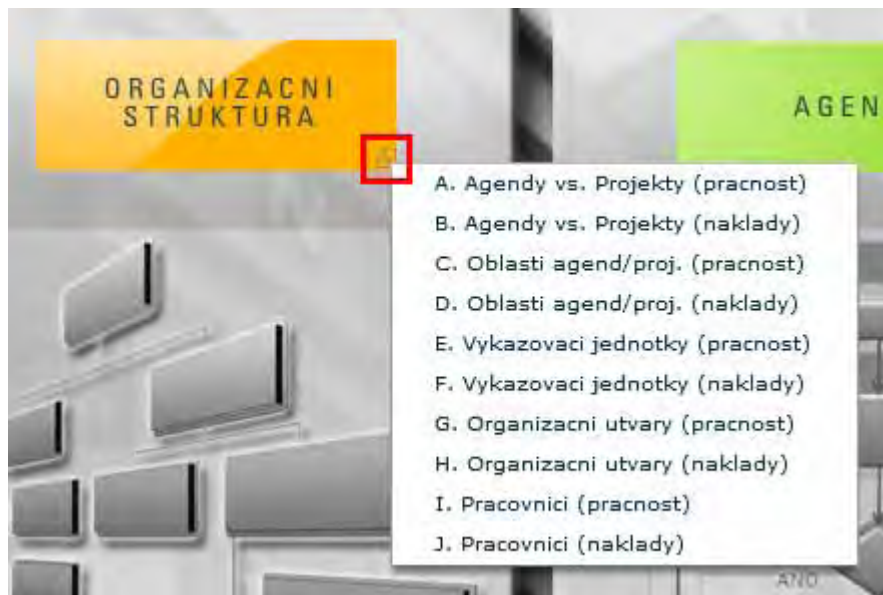 ORGANIZACNI
STRUKTURA
AGEN
A. Agendy vs. Projekty (pracnost)
B. Agendy vs. Projekty (naklady)
C. Oblasti agend/proj. (pracnost)
D. Oblasti agend/proj. (naklady)
E. Vykazovaci jednotky (pracnost)
F. Vykazovaci jednotky (naklady)
G. Organizacni utvary (pracnost)
H. Organizacni utvary (naklady)
I. Pracovnici (pracnost)
J. Pracovnici (naklady)
ANO